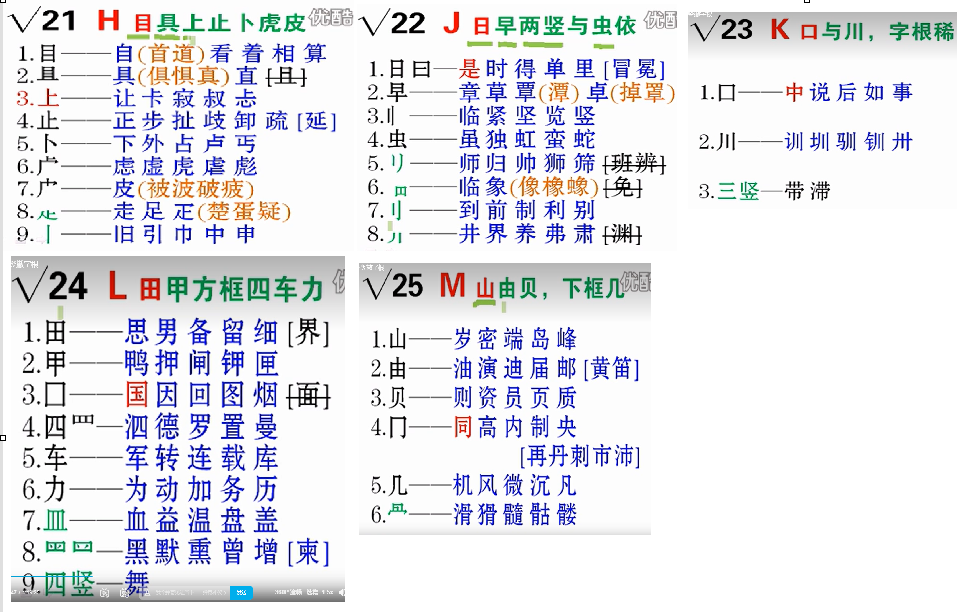 √21 H 目具上止卜虎皮 优酷
1.目——自(首道)看着相算
2.且——具(俱惧真)直[且]
3.上——让卡寂叔忐
4.止——正步扯歧卸疏[延]
5.卜——下外占卢丐
6.虍——虑虚虎虐彪
7.⺁——皮(被波破疲)
8.龰——走足疋(楚蛋疑)
9.丨——旧引巾中申
√22 J 日早两竖与虫依 优酷
1.日曰—是时得单里[冒冕]
2.早——章草覃(潭)卓(掉罩)
3.〢——临紧坚览竖
4.虫——虽独虹蛮蛇
5.刂——师归帅狮筛[班辨]
6.——临象(像橡蟓)[免]
7.刂——到前制利别
8.——井界养弗肃[渊]
√23 K 口与川，字根稀
1.口——中说后如事
2.川——训圳驯钏卅
3.三竖—带滞
√24 L 田甲方框四车力 优
1.田——思男备留细[界]
2.甲——鸭押闸钾匣
3.囗——国因回图烟[面]
4.四罒—泗德罗置曼
5.车——军转连载库
6.力——为动加务历
7.皿——血益温盘盖
8.——黑默熏曾增[柬]
9.四竖—舞
√25 M 山由贝，下框几 优酷
1.山——岁密端岛峰
2.由——油演迪届邮[黄笛]
3.贝——则资员页质
4.冂——同高内制央
[再丹刺市沛]
5.几——机风微沉凡
6.——滑猾髓骷髅